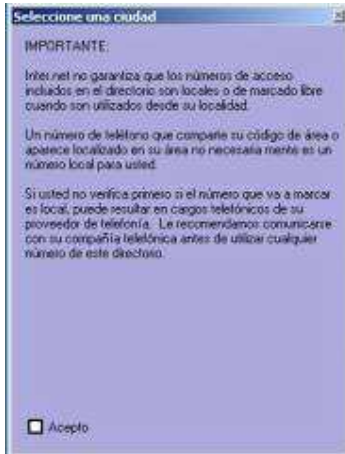 Seleccione una ciudad
IMPORTANTE:
Inter.net no garantiza que los números de acceso
incluidos en el directorio son locales o de marcado libre
cuando son utilizados desde su localidad.
Un número de teléfono que comparte su código de área o
aparece localizado en su área no necesaria mente es un
número local para usted.
Si usted no verifica primero si el número que va a marcar
es local, puede resultar en cargos telefónicos de su
proveedor de telefonía. Le recomendamos comunicarse
con su compañía telefónica antes de utilizar cualquier
número de este directorio.
Acepto